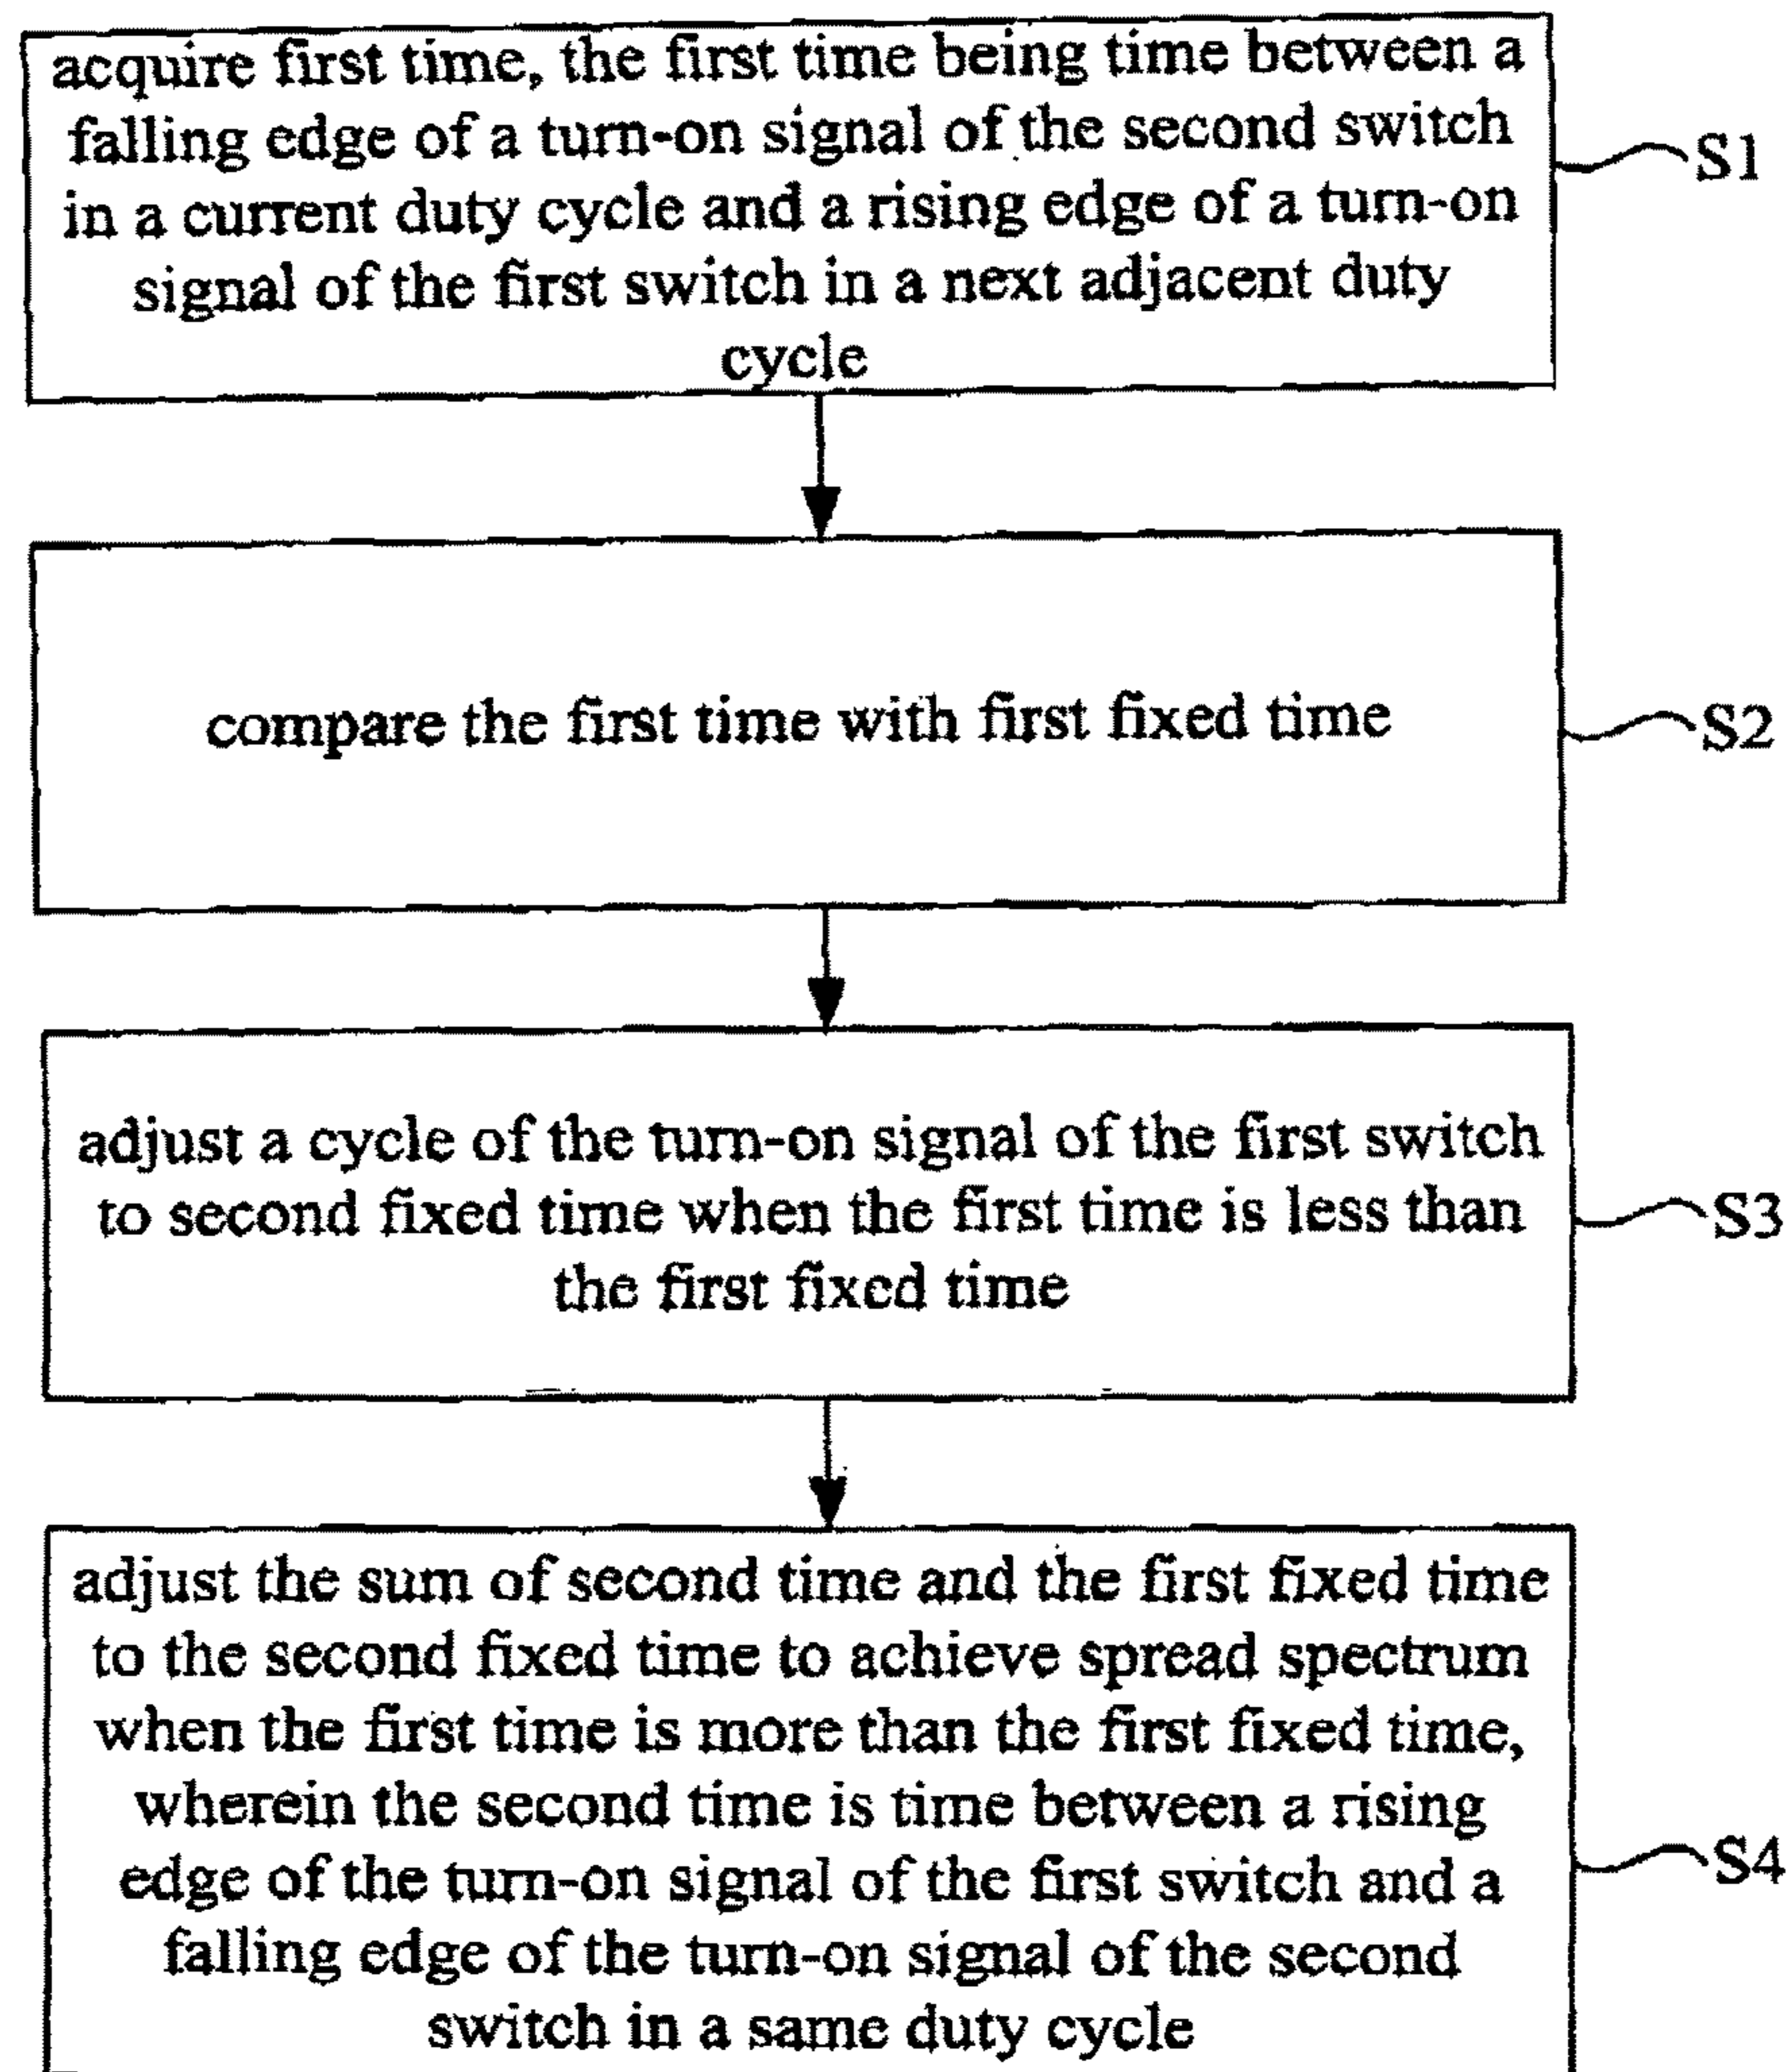 acquire first time, the first time being time between a
falling edge of a turn-on signal of the second switch
in a current duty cycle and a rising edge of a turn-on
signal of the first switch in a next adjacent duty
cycle
S1
compare the first time with first fixed time
S2
adjust a cycle of the turn-on signal of the first switch
to second fixed time when the first time is less than
the first fixed time
S3
adjust the sum of second time and the first fixed time
to the second fixed time to achieve spread spectrum
when the first time is more than the first fixed time,
wherein the second time is time between a rising
edge of the turn-on signal of the first switch and a
falling edge of the turn-on signal of the second
switch in a same duty cycle
S4